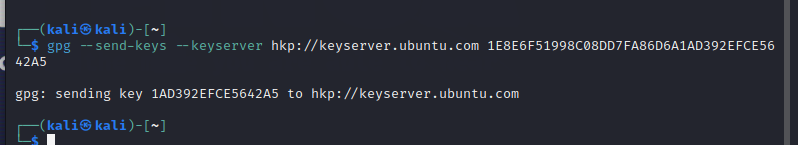 ┌──(kali㉿kali)-[~]
└─$ gpg --send-keys --keyserver hkp://keyserver.ubuntu.com 1E8E6F51998C08DD7FA86D6A1AD392EFCE56
42A5
gpg: sending key 1AD392EFCE5642A5 to hkp://keyserver.ubuntu.com
┌──(kali㉿kali)-[~]
└─$